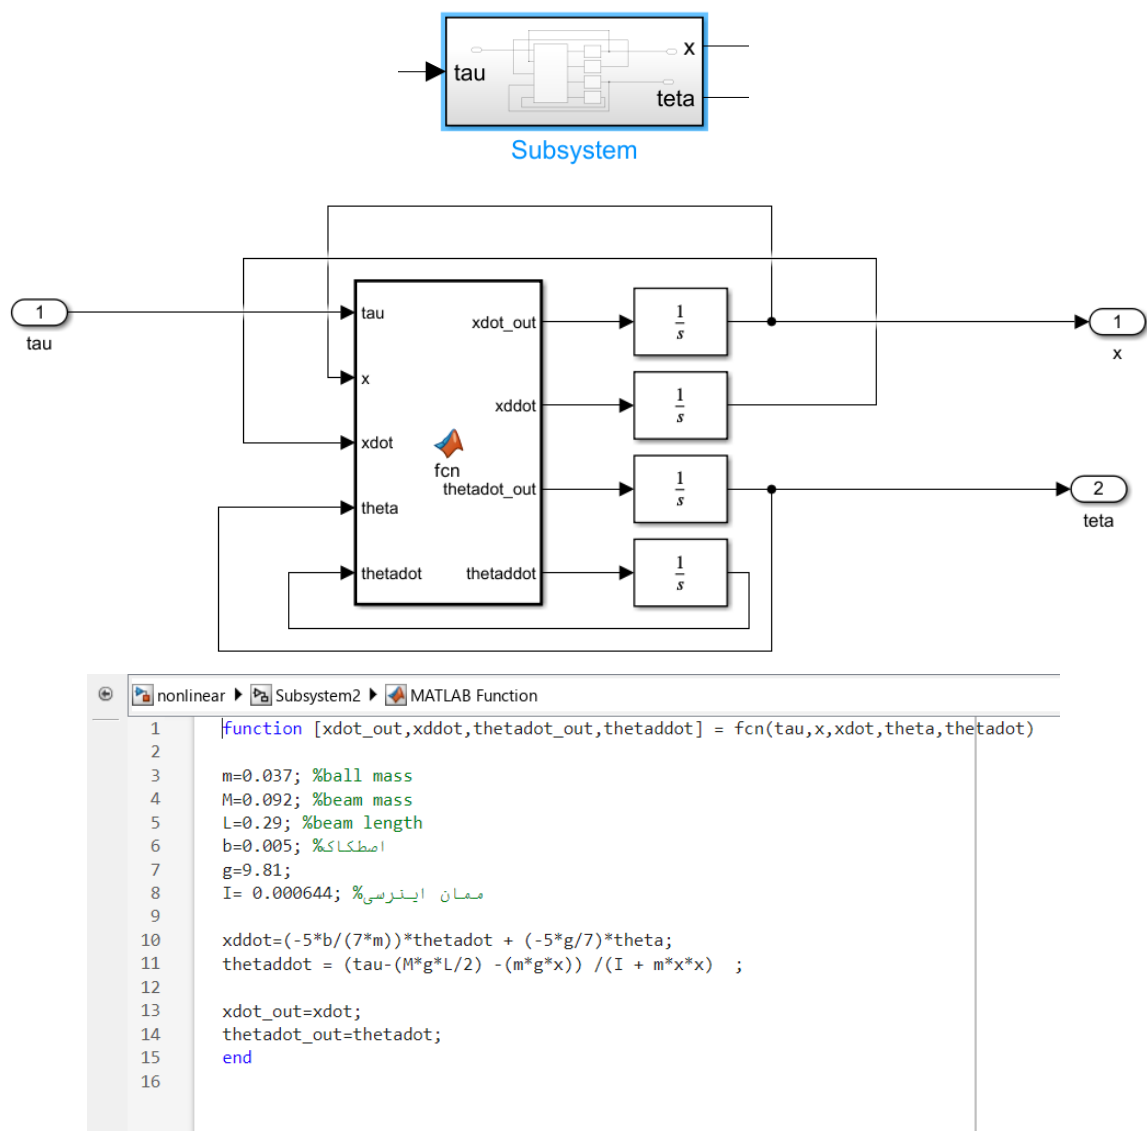 tau
x
teta
Subsystem
1
tau
tau
x
xdot
theta
thetadot
fcn
xdot_out
xddot
thetadot_out
thetaddot
1
s
1
s
1
s
1
s
1
x
2
teta
nonlinear Subsystem2 MATLAB Function
1 function [xdot_out,xddot,thetadot_out,thetaddot] = fcn(tau,x,xdot,theta,thetadot)
2
3 m=0.037; %ball mass
4 M=0.092; %beam mass
5 L=0.29; %beam length
6 b=0.005; %اصطکاک
7 g=9.81;
8 I= 0.000644; %ممان اینرسی
9
10 xddot=(-5*b/(7*m))*thetadot + (-5*g/7)*theta;
11 thetaddot = (tau-(M*g*L/2) -(m*g*x)) /(I + m*x*x)  ;
12
13 xdot_out=xdot;
14 thetadot_out=thetadot;
15 end
16